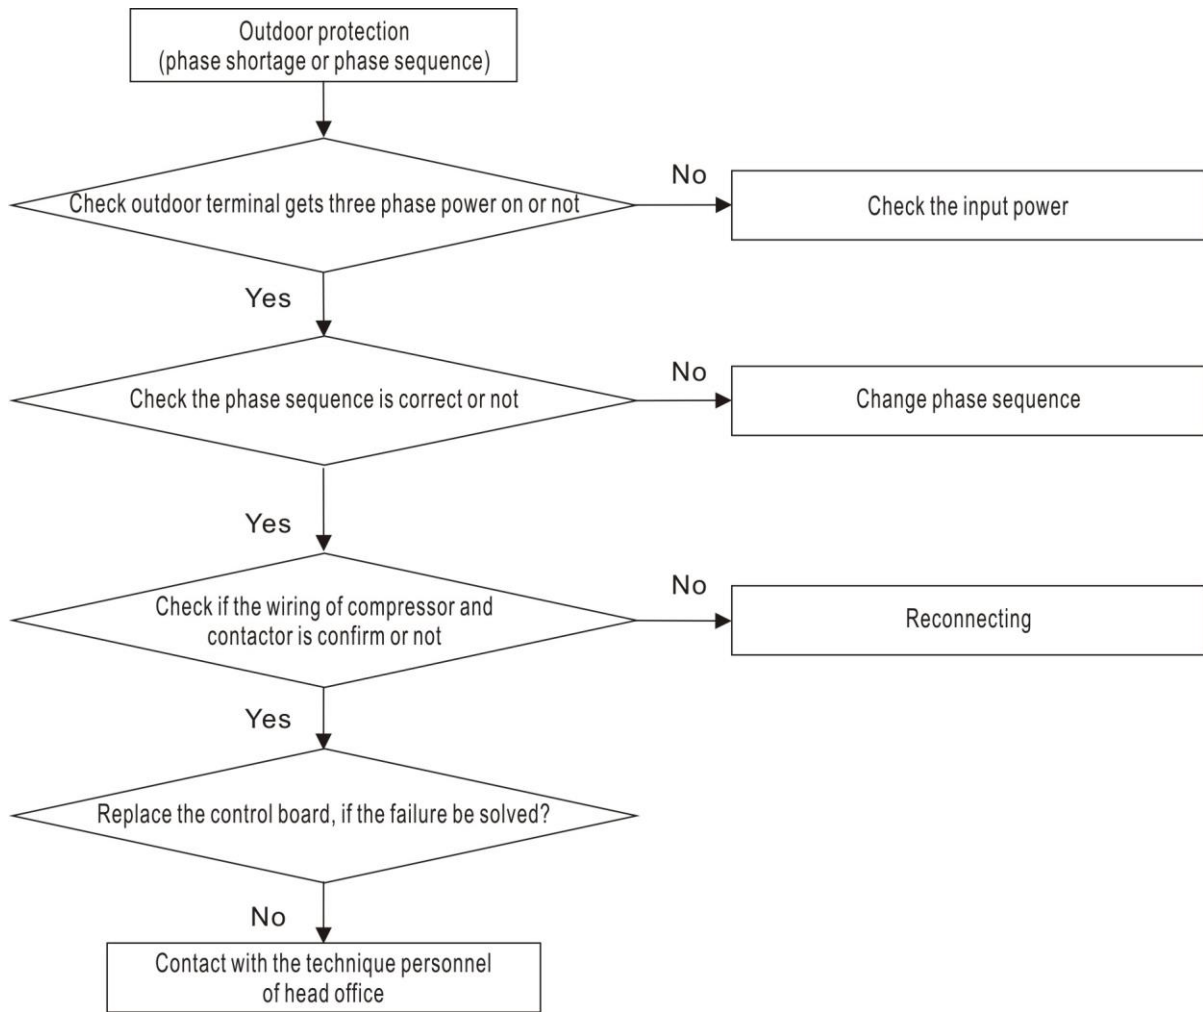 Outdoor protection
(phase shortage or phase sequence)
Check outdoor terminal gets three phase power on or not
No
Check the input power
Yes
Check the phase sequence is correct or not
No
Change phase sequence
Yes
Check if the wiring of compressor and
contactor is confirm or not
No
Reconnecting
Yes
Replace the control board, if the failure be solved?
No
Contact with the technique personnel
of head office